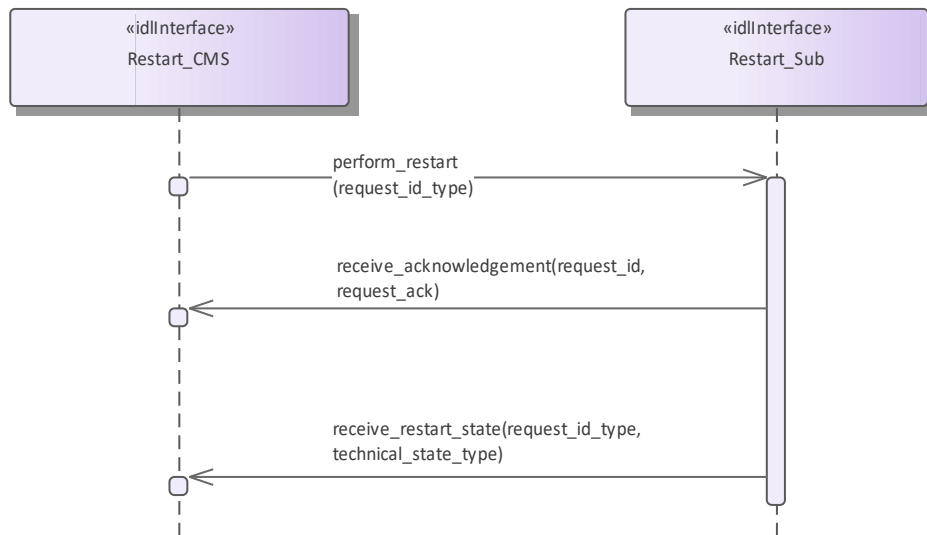 «idlInterface»
Restart_CMS
«idlInterface»
Restart_Sub
perform_restart
(request_id_type)
receive_acknowledgement(request_id,
request_ack)
receive_restart_state(request_id_type,
technical_state_type)